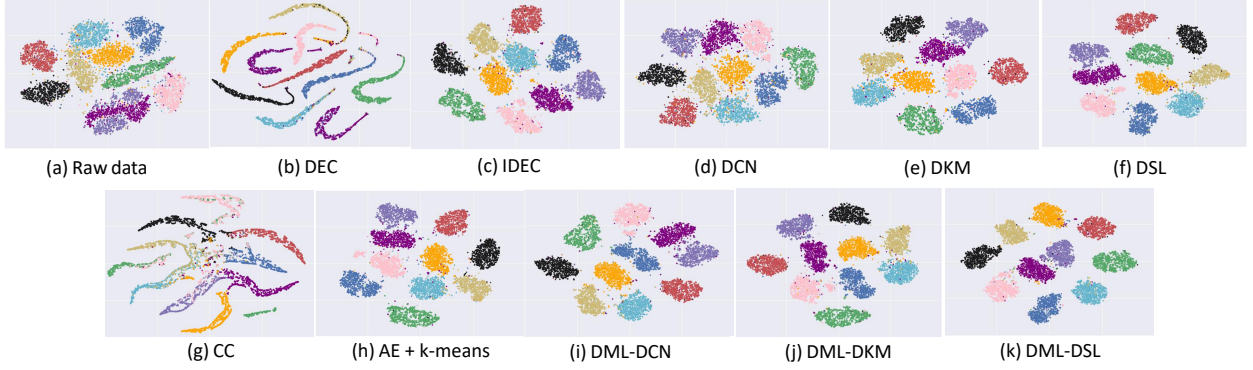 (a) Raw data
(b) DEC
(c) IDEC
(d) DCN
(e) DKM
(f) DSL
(g) CC
(h) AE + k-means
(i) DML-DCN
(j) DML-DKM
(k) DML-DSL